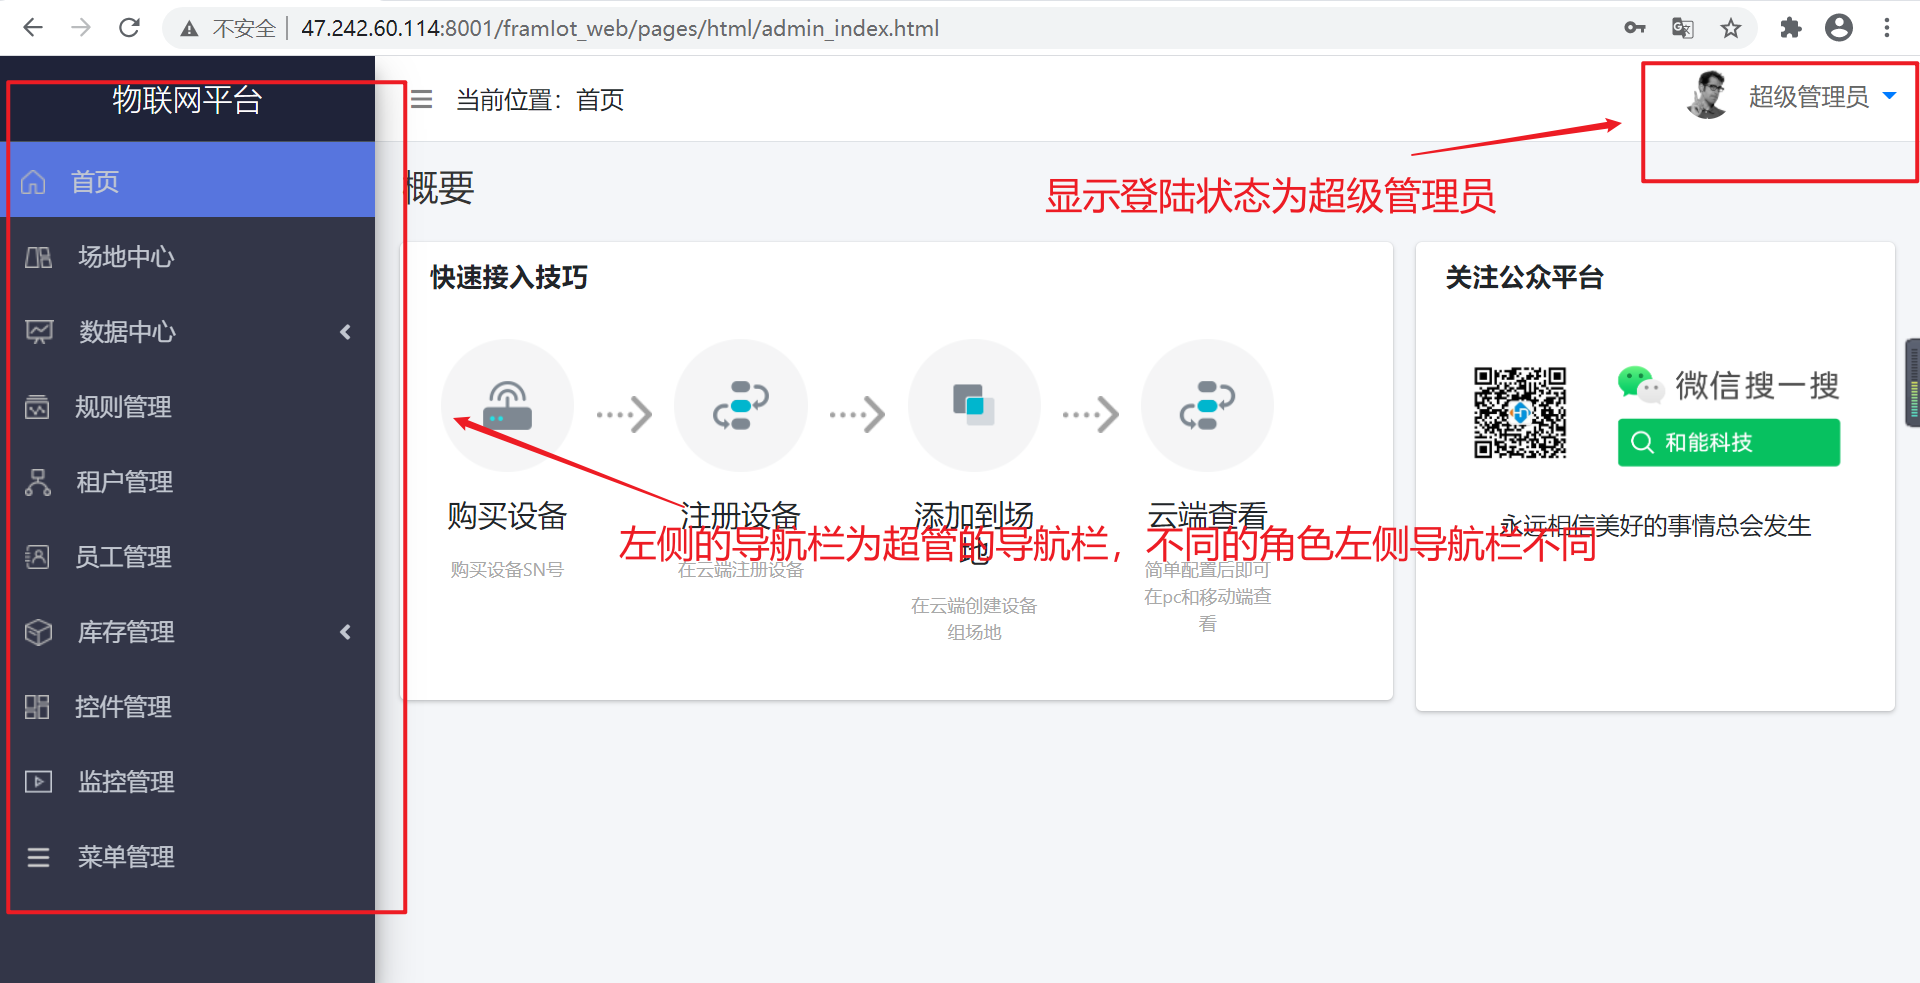 不安全 47.242.60.114:8001/framIot_web/pages/html/admin_index.html
物联网平台
当前位置：首页
超级管理员
首页
场地中心
数据中心
规则管理
租户管理
员工管理
库存管理
控件管理
监控管理
菜单管理
概要
显示登陆状态为超级管理员
快速接入技巧
购买设备
购买设备SN号
注册设备
在云端注册设备
添加到场
地
在云端创建设备
组场地
云端查看
简单配置后即可
在pc和移动端查
看
左侧的导航栏为超管的导航栏，不同的角色左侧导航栏不同
关注公众平台
微信搜一搜
和能科技
永远相信美好的事情总会发生